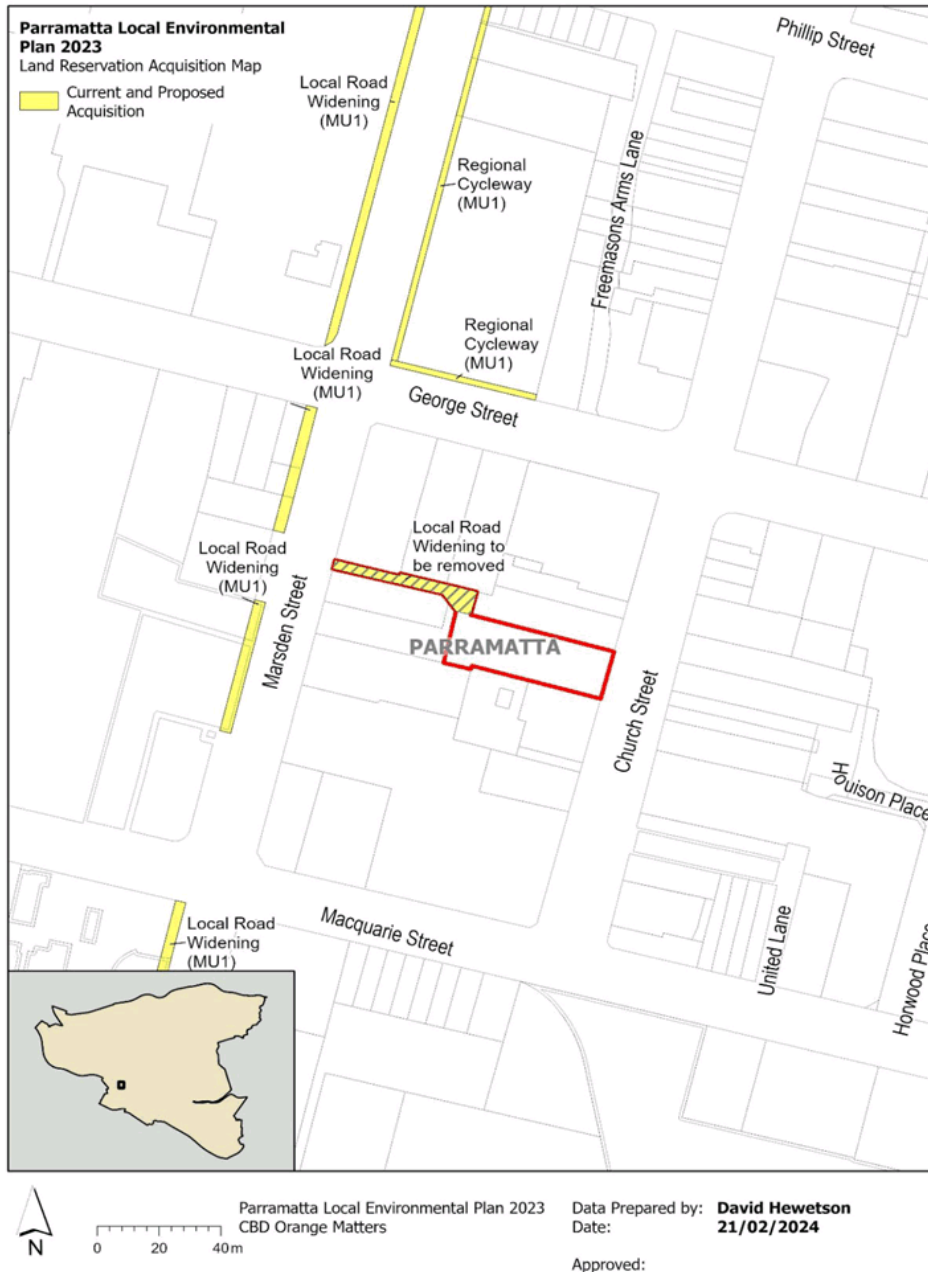 Parramatta Local Environmental
Plan 2023
Land Reservation Acquisition Map
Current and Proposed
Acquisition
Phillip Street
Local Road
Widening
(MU1)
Regional
Cycleway
(MU1)
Freemasons Arms Lane
Regional
Cycleway
(MU1)
Local Road
Widening
(MU1)
George Street
Local Road
Widening to
be removed
Local Road
Widening
(MU1)
Marsden Street
PARRAMATTA
Church Street
Houison Place
Macquarie Street
Local Road
Widening
(MU1)
United Lane
Horwood Place
N
0 20 40 m
Parramatta Local Environmental Plan 2023
CBD Orange Matters
Data Prepared by: David Hewetson
Date: 21/02/2024
Approved: